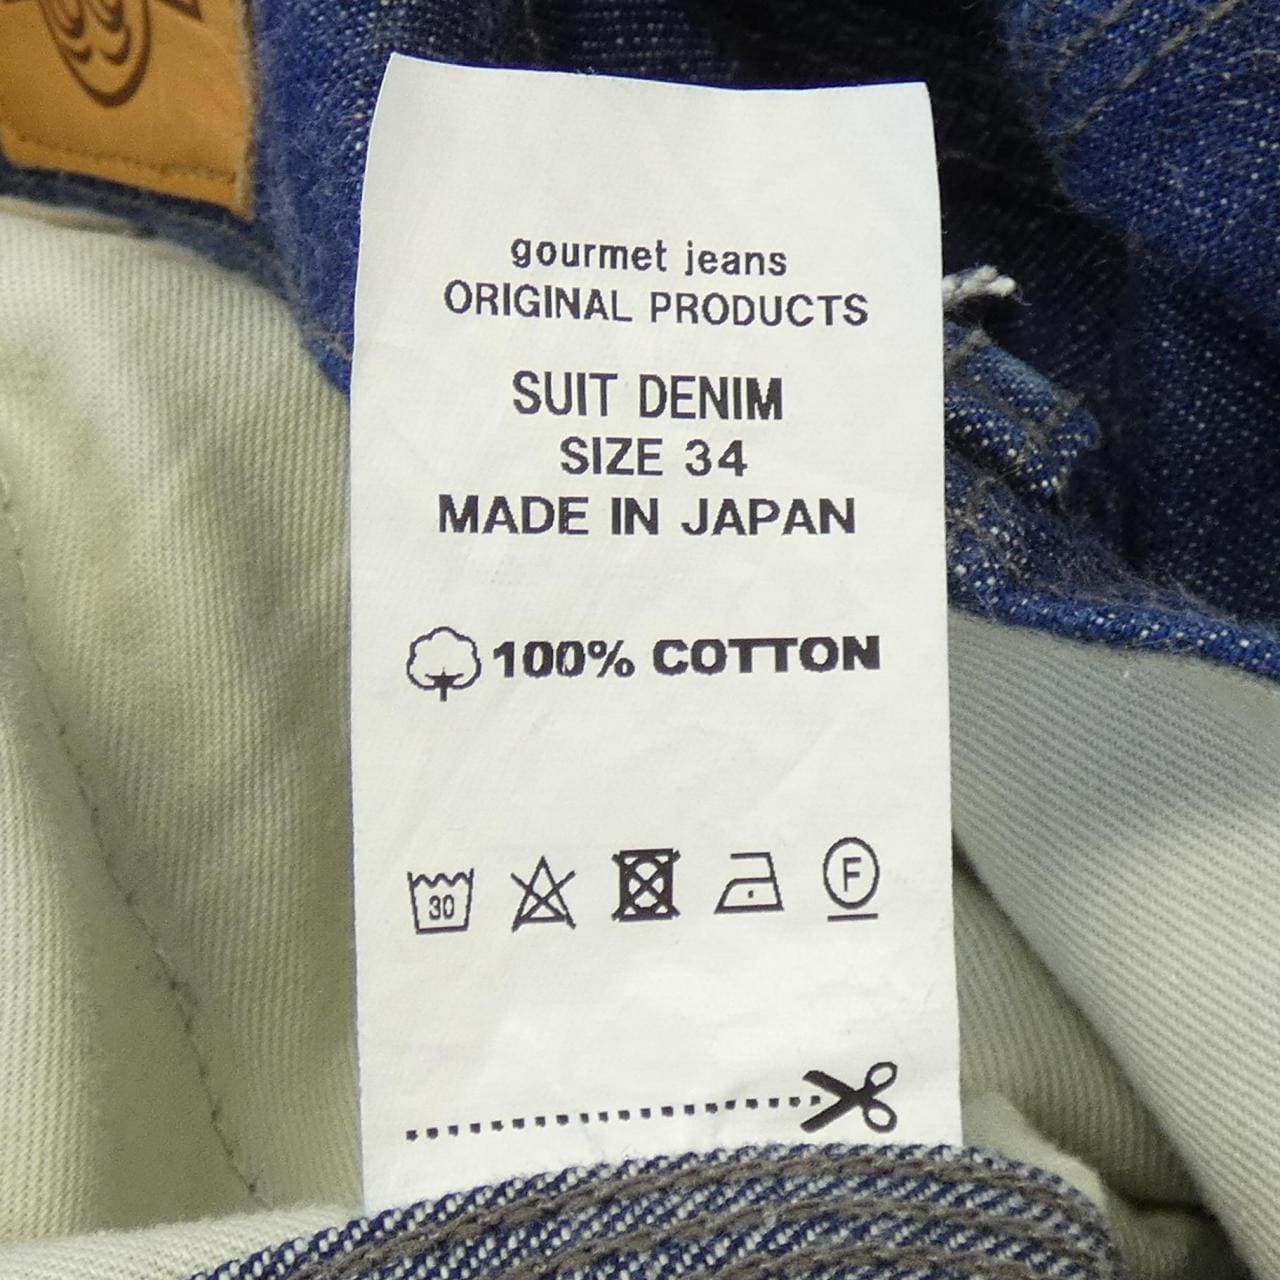 gourmet jeans
ORIGINAL PRODUCTS
SUIT DENIM
SIZE 34
MADE IN JAPAN
100% COTTON
30
F